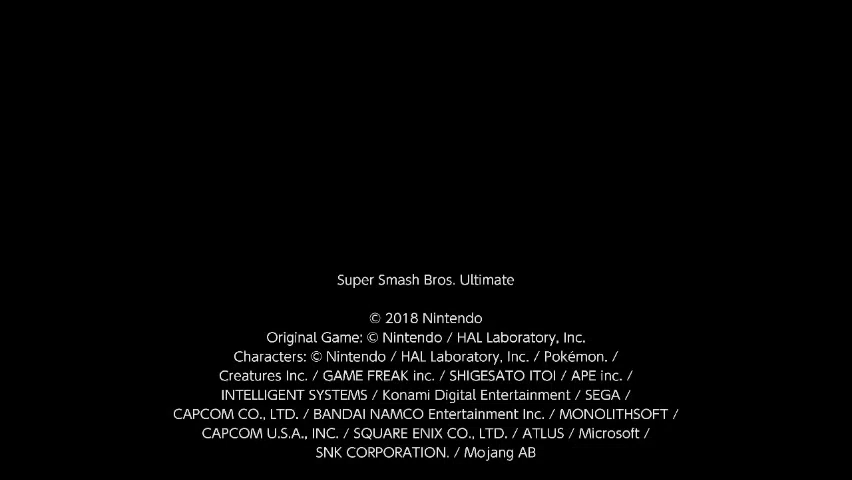 Super Smash Bros. Ultimate
© 2018 Nintendo
Original Game: © Nintendo / HAL Laboratory, Inc.
Characters: © Nintendo / HAL Laboratory, Inc. / Pokémon. /
Creatures Inc. / GAME FREAK inc. / SHIGESATO ITOI / APE inc. /
INTELLIGENT SYSTEMS / Konami Digital Entertainment / SEGA /
CAPCOM CO., LTD. / BANDAI NAMCO Entertainment Inc. / MONOLITHSOFT /
CAPCOM U.S.A., INC. / SQUARE ENIX CO., LTD. / ATLUS / Microsoft /
SNK CORPORATION. / Mojang AB